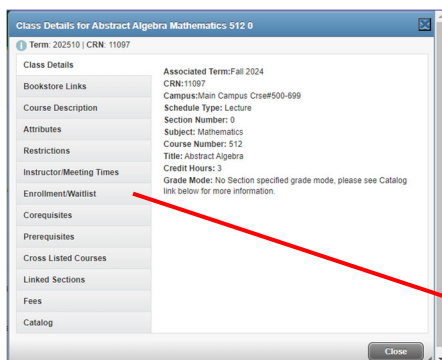 Class Details for Abstract Algebra Mathematics 512 0
Term: 202510 | CRN: 11097
Class Details
Bookstore Links
Course Description
Attributes
Restrictions
Instructor/Meeting Times
Enrollment/Waitlist
Corequisites
Prerequisites
Cross Listed Courses
Linked Sections
Fees
Catalog
Associated Term:Fall 2024
CRN:11097
Campus:Main Campus Crse#500-699
Schedule Type: Lecture
Section Number: 0
Subject: Mathematics
Course Number: 512
Title: Abstract Algebra
Credit Hours: 3
Grade Mode: No Section specified grade mode, please see Catalog
link below for more information.
Close